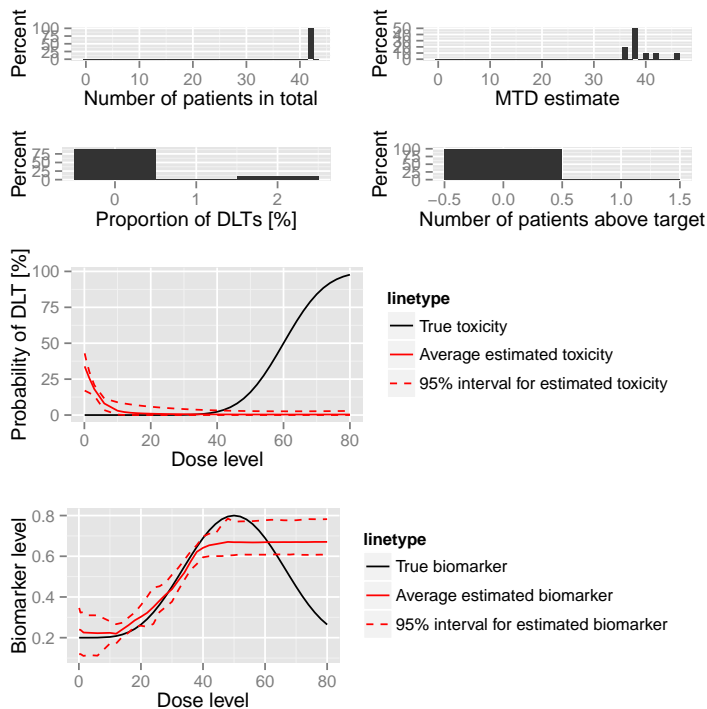 Percent
100
75
50
25
0
0
10
20
30
40
Number of patients in total
Percent
50
40
30
20
10
0
0
10
20
30
40
MTD estimate
Percent
75
50
25
0
0
1
2
Proportion of DLTs [%]
Percent
100
75
50
25
0
−0.5
0.0
0.5
1.0
1.5
Number of patients above target
Probability of DLT [%]
100
75
50
25
0
0
20
40
60
80
Dose level
linetype
True toxicity
Average estimated toxicity
95% interval for estimated toxicity
Biomarker level
0.8
0.6
0.4
0.2
0
20
40
60
80
Dose level
linetype
True biomarker
Average estimated biomarker
95% interval for estimated biomarker